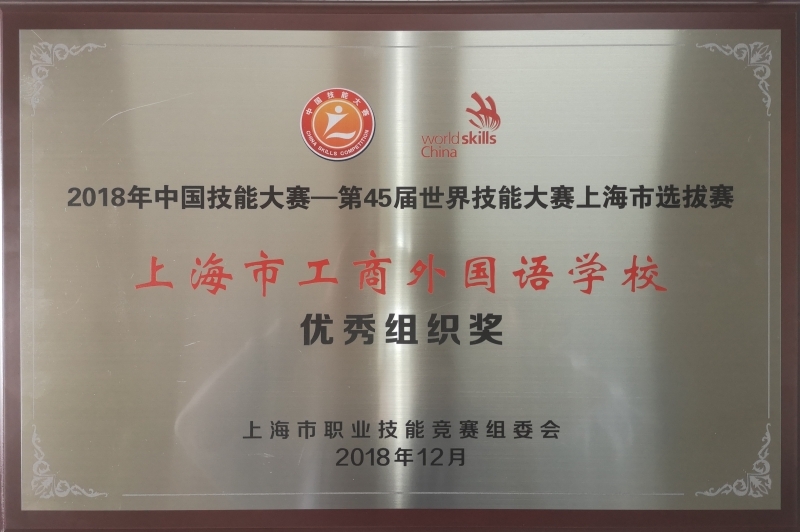 中国技能大赛
CHINA SKILLS COMPETITION
worldskills
China
2018年中国技能大赛—第45届世界技能大赛上海市选拔赛
上海市工商外国语学校
优秀组织奖
上海市职业技能竞赛组委会
2018年12月